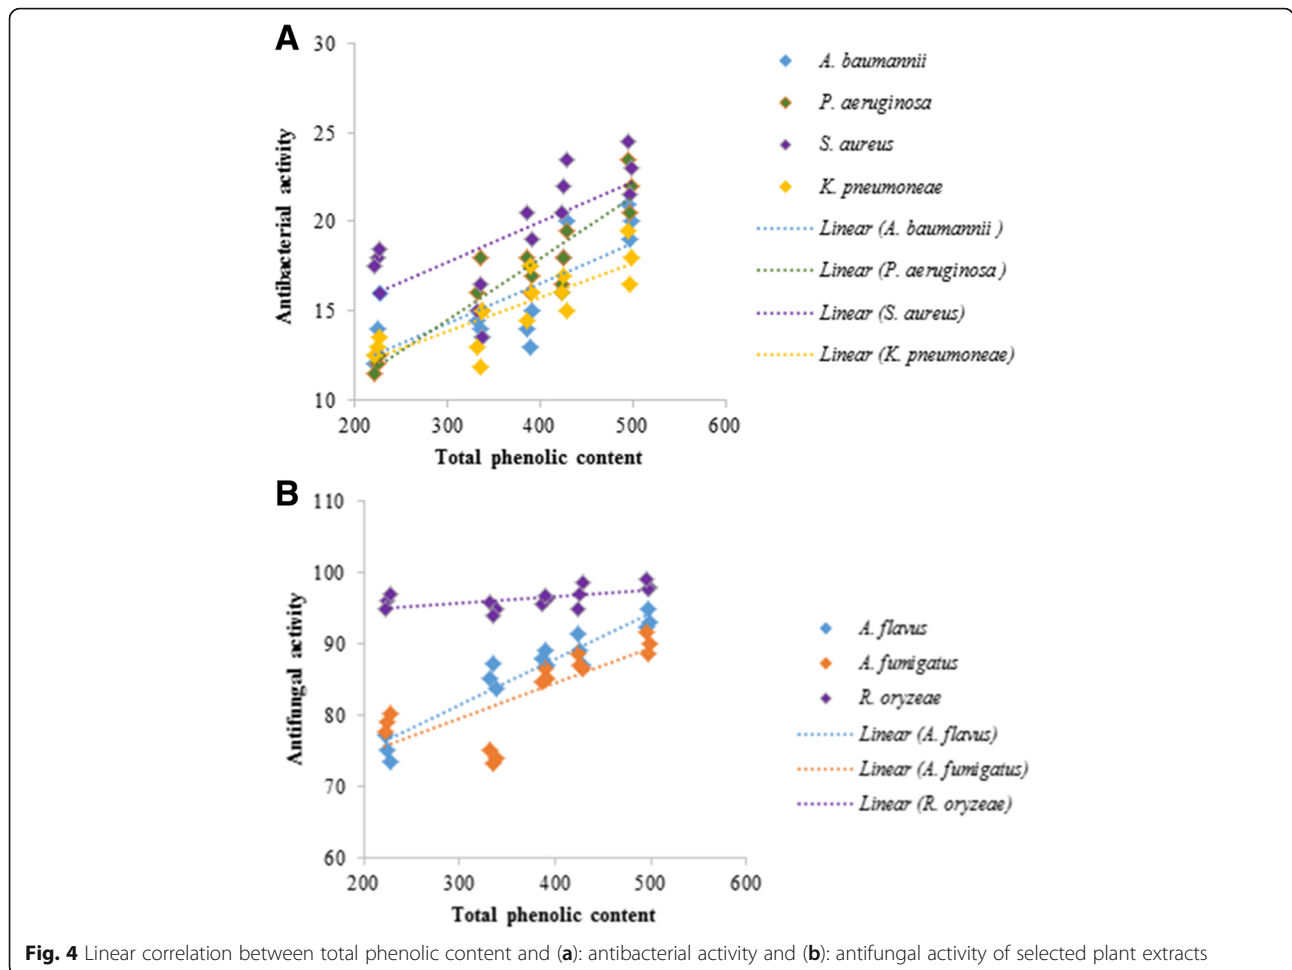 A
30
25
20
15
10
Antibacterial activity
200 300 400 500 600
Total phenolic content
A. baumannii
P. aeruginosa
S. aureus
K. pneumoneae
Linear (A. baumannii )
Linear (P. aeruginosa )
Linear (S. aureus)
Linear (K. pneumoneae)
B
110
100
90
80
70
60
Antifungal activity
200 300 400 500 600
Total phenolic content
A. flavus
A. fumigatus
R. oryzeae
Linear (A. flavus)
Linear (A. fumigatus)
Linear (R. oryzeae)
Fig. 4 Linear correlation between total phenolic content and (a): antibacterial activity and (b): antifungal activity of selected plant extracts